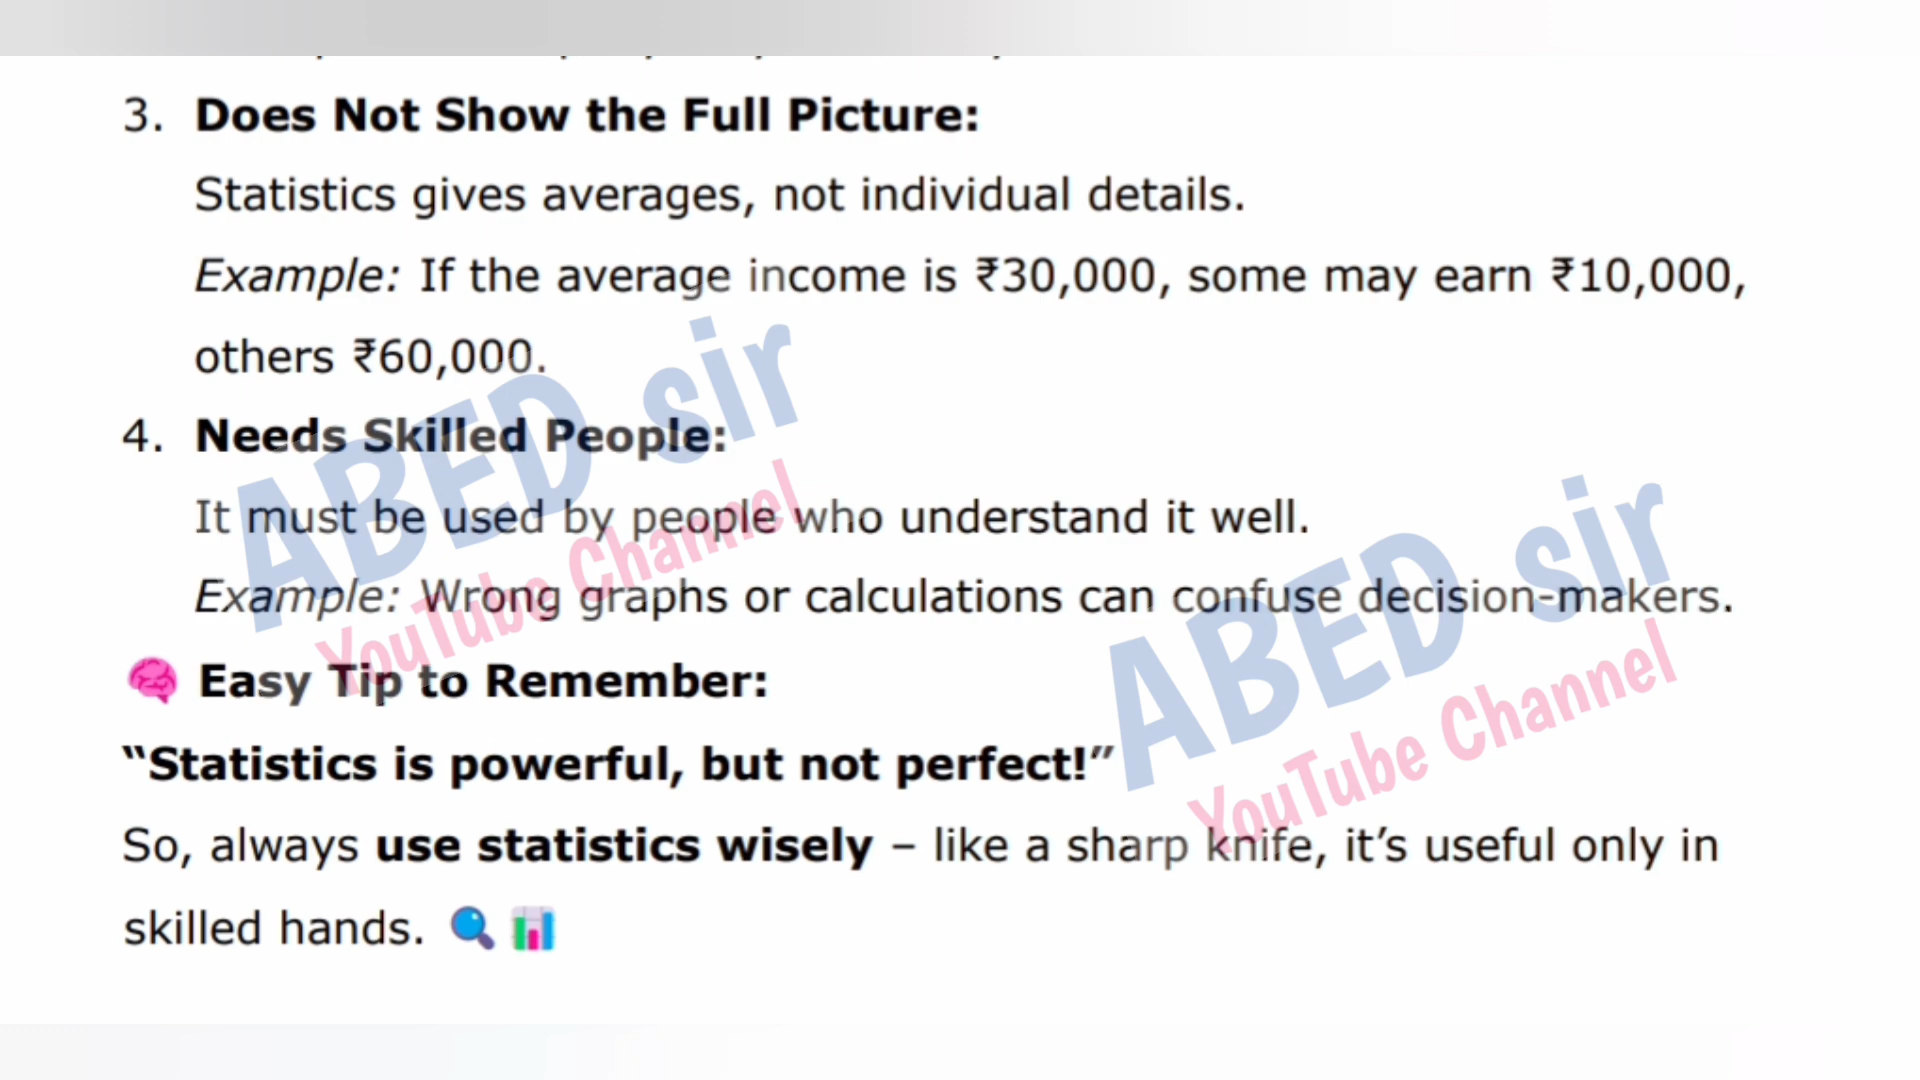 3. Does Not Show the Full Picture:
Statistics gives averages, not individual details.
Example: If the average income is ₹30,000, some may earn ₹10,000,
others ₹60,000.
4. Needs Skilled People:
It must be used by people who understand it well.
Example: Wrong graphs or calculations can confuse decision-makers.
Easy Tip to Remember:
“Statistics is powerful, but not perfect!”
So, always use statistics wisely – like a sharp knife, it’s useful only in
skilled hands.
ABED sir
YouTube Channel
ABED sir
YouTube Channel